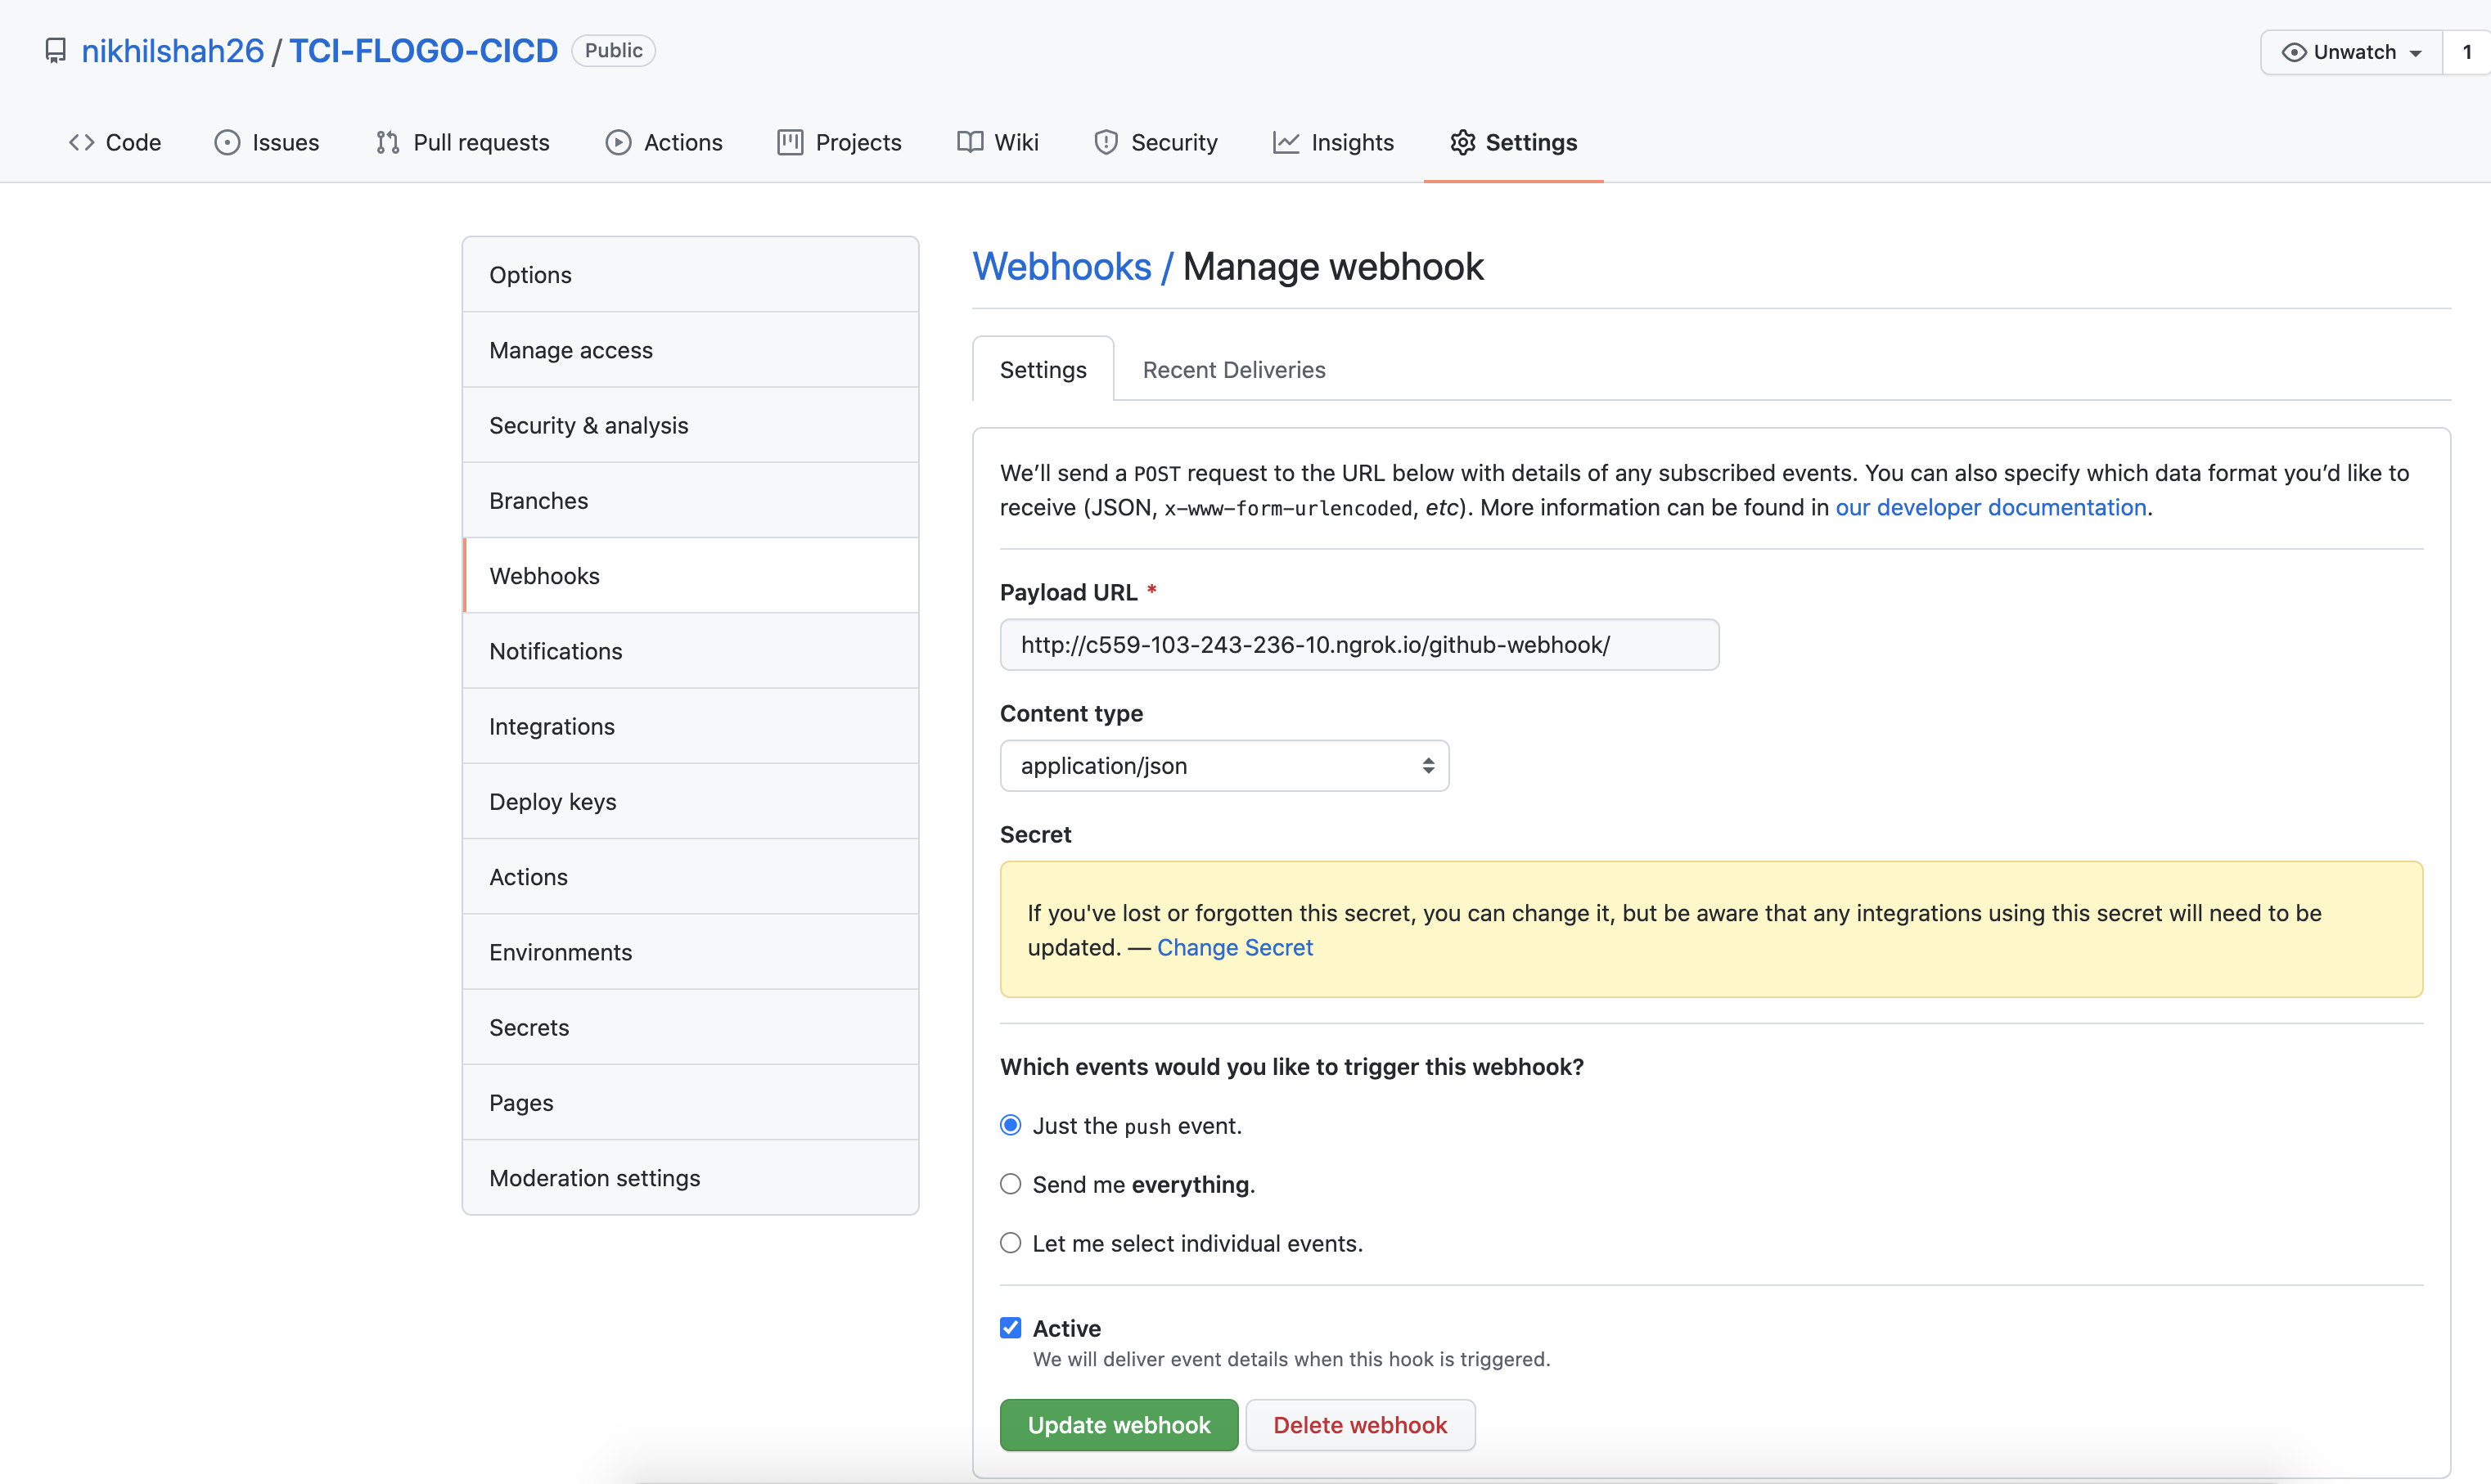 nikhilshah26 / TCI-FLOGO-CICD Public
Unwatch 1
Code Issues Pull requests Actions Projects Wiki Security Insights Settings
Options
Manage access
Security & analysis
Branches
Webhooks
Notifications
Integrations
Deploy keys
Actions
Environments
Secrets
Pages
Moderation settings
Webhooks / Manage webhook
Settings Recent Deliveries
We’ll send a POST request to the URL below with details of any subscribed events. You can also specify which data format you’d like to
receive (JSON, x-www-form-urlencoded, etc). More information can be found in our developer documentation.
Payload URL *
http://c559-103-243-236-10.ngrok.io/github-webhook/
Content type
application/json
Secret
If you've lost or forgotten this secret, you can change it, but be aware that any integrations using this secret will need to be
updated. — Change Secret
Which events would you like to trigger this webhook?
Just the push event.
Send me everything.
Let me select individual events.
Active
We will deliver event details when this hook is triggered.
Update webhook Delete webhook